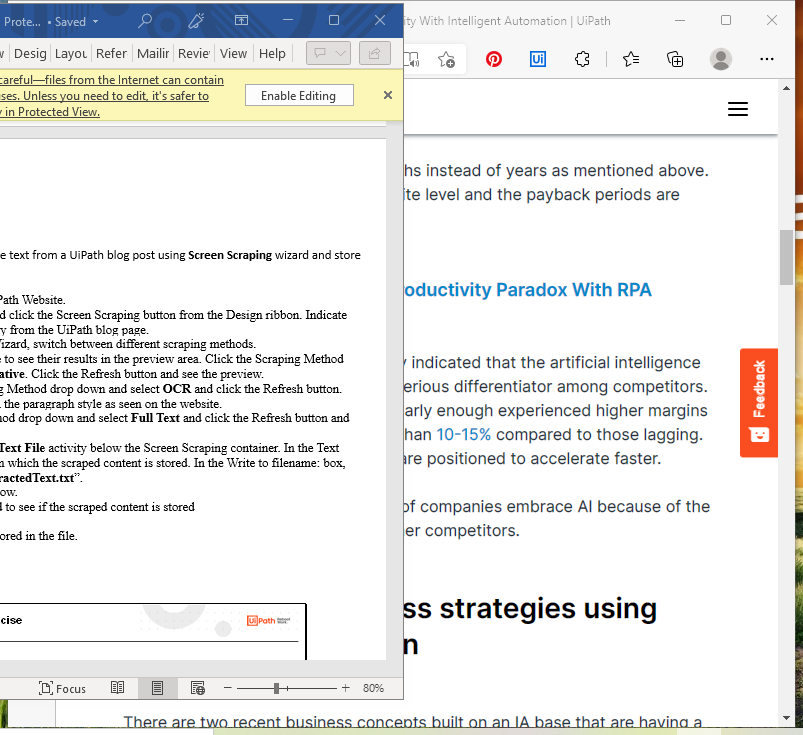 Prote... • Saved
w Desig Layou Refer Mailin Revie View Help
careful—files from the Internet can contain
uses. Unless you need to edit, it's safer to
y in Protected View.
Enable Editing
e text from a UiPath blog post using Screen Scraping wizard and store
Path Website.
d click the Screen Scraping button from the Design ribbon. Indicate
y from the UiPath blog page.
Wizard, switch between different scraping methods.
e to see their results in the preview area. Click the Scraping Method
ative. Click the Refresh button and see the preview.
g Method drop down and select OCR and click the Refresh button.
n the paragraph style as seen on the website.
hod drop down and select Full Text and click the Refresh button and
Text File activity below the Screen Scraping container. In the Text
n which the scraped content is stored. In the Write to filename: box,
ractedText.txt”.
ow.
d to see if the scraped content is stored
ored in the file.
cise
UiPath
Focus
80%
ity With Intelligent Automation | UiPath
Ui
hs instead of years as mentioned above.
ite level and the payback periods are
oductivity Paradox With RPA
y indicated that the artificial intelligence
erious differentiator among competitors.
arly enough experienced higher margins
han 10-15% compared to those lagging.
are positioned to accelerate faster.
of companies embrace AI because of the
er competitors.
ss strategies using
n
There are two recent business concepts built on an IA base that are having a
Feedback